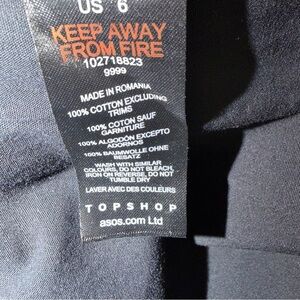 US 6
KEEP AWAY
FROM FIRE
102718823
9999
MADE IN ROMANIA
100% COTTON EXCLUDING
TRIMS
100% COTON SAUF
GARNITURE
100% ALGODÓN EXCEPTO
ADORNOS
100% BAUMWOLLE OHNE
BESATZ
WASH WITH SIMILAR
COLOURS, DO NOT BLEACH,
IRON ON REVERSE, DO NOT
TUMBLE DRY
LAVER AVEC DES COULEURS
TOPSHOP
asos.com Ltd